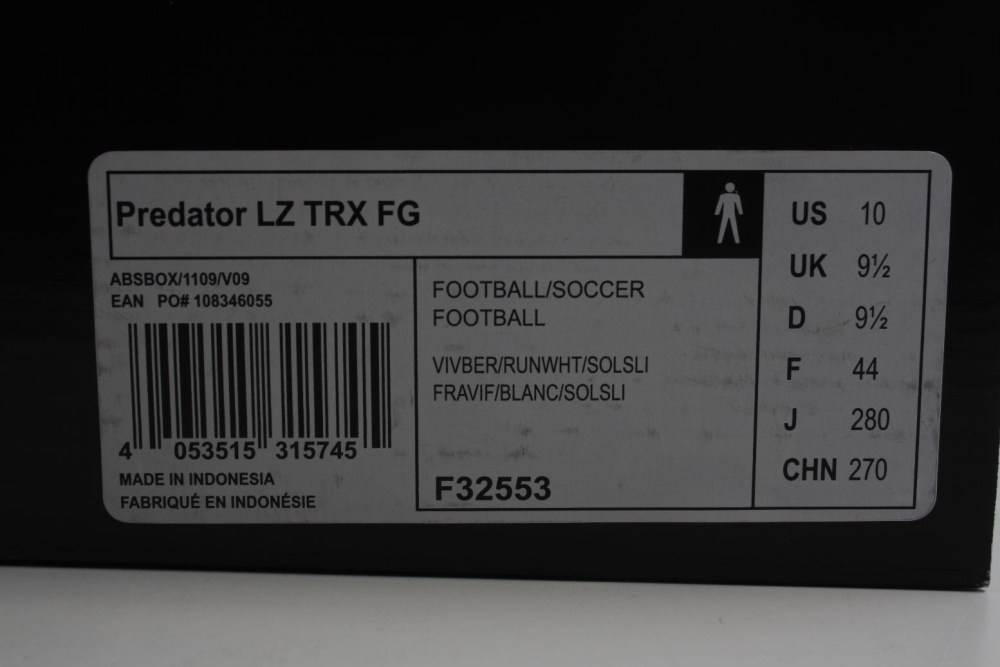 Predator LZ TRX FG
ABSBOX/1109/V09
EAN PO# 108346055
4 053515 315745
MADE IN INDONESIA
FABRIQUÉ EN INDONÉSIE
FOOTBALL/SOCCER
FOOTBALL
VIVBER/RUNWHT/SOLSLI
FRAVIF/BLANC/SOLSLI
F32553
US 10
UK 9½
D 9½
F 44
J 280
CHN 270